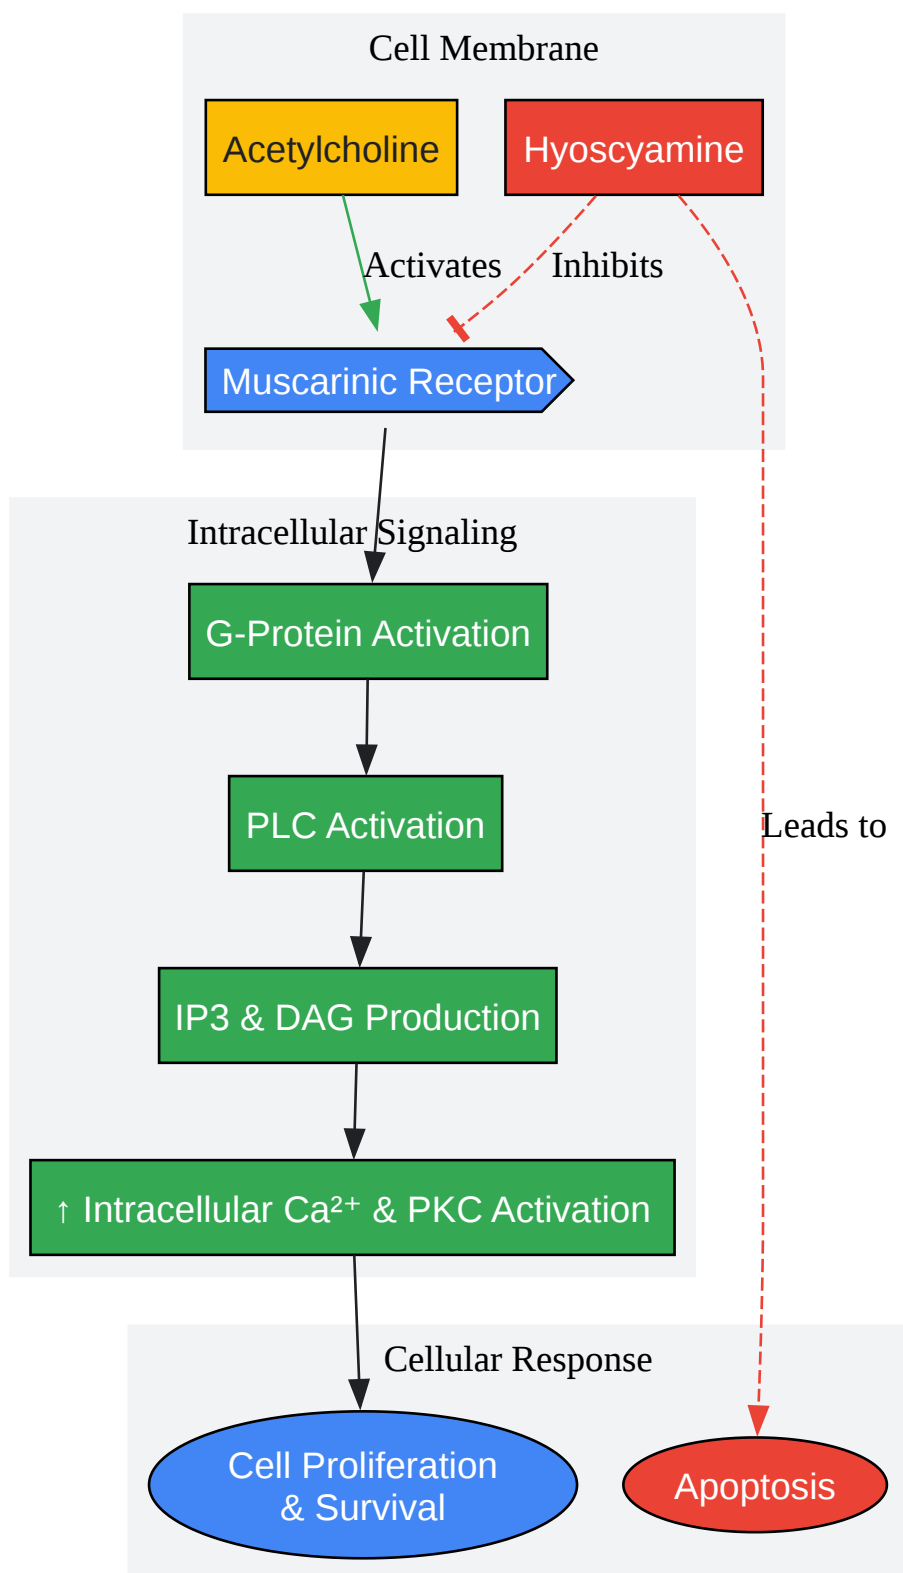 Cell Membrane
Acetylcholine
Hyoscyamine
Activates
Inhibits
Muscarinic Receptor
Intracellular Signaling
G-Protein Activation
PLC Activation
Leads to
IP3 & DAG Production
↑ Intracellular Ca²⁺ & PKC Activation
Cellular Response
Cell Proliferation
& Survival
Apoptosis